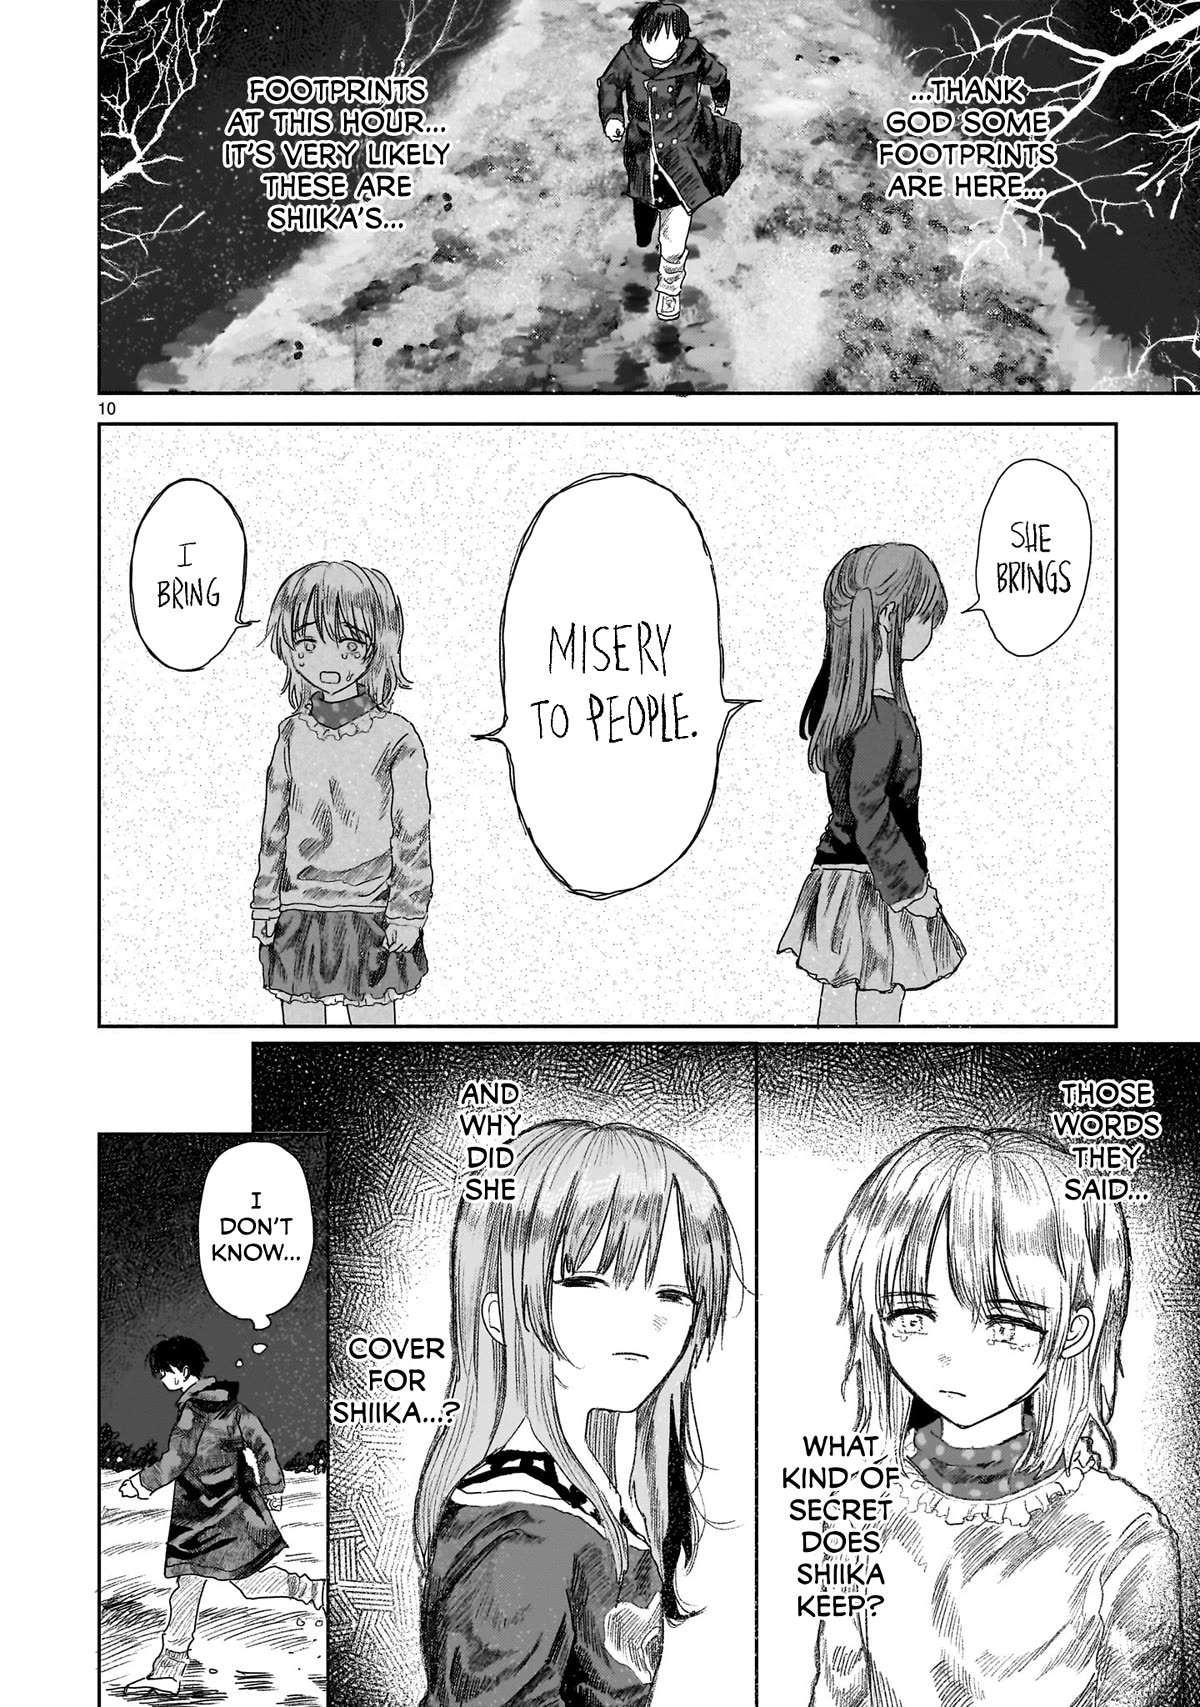 ...THANK
GOD SOME
FOOTPRINTS
ARE HERE...
FOOTPRINTS
AT THIS HOUR...
IT'S VERY LIKELY
THESE ARE
SHIIKA'S...
10
SHE
BRINGS
MISERY
TO PEOPLE.
I
BRING
THOSE
WORDS
THEY
SAID...
WHAT
KIND OF
SECRET
DOES
SHIIKA
KEEP?
AND
WHY
DID
SHE
COVER
FOR
SHIIKA...?
I
DON'T
KNOW...